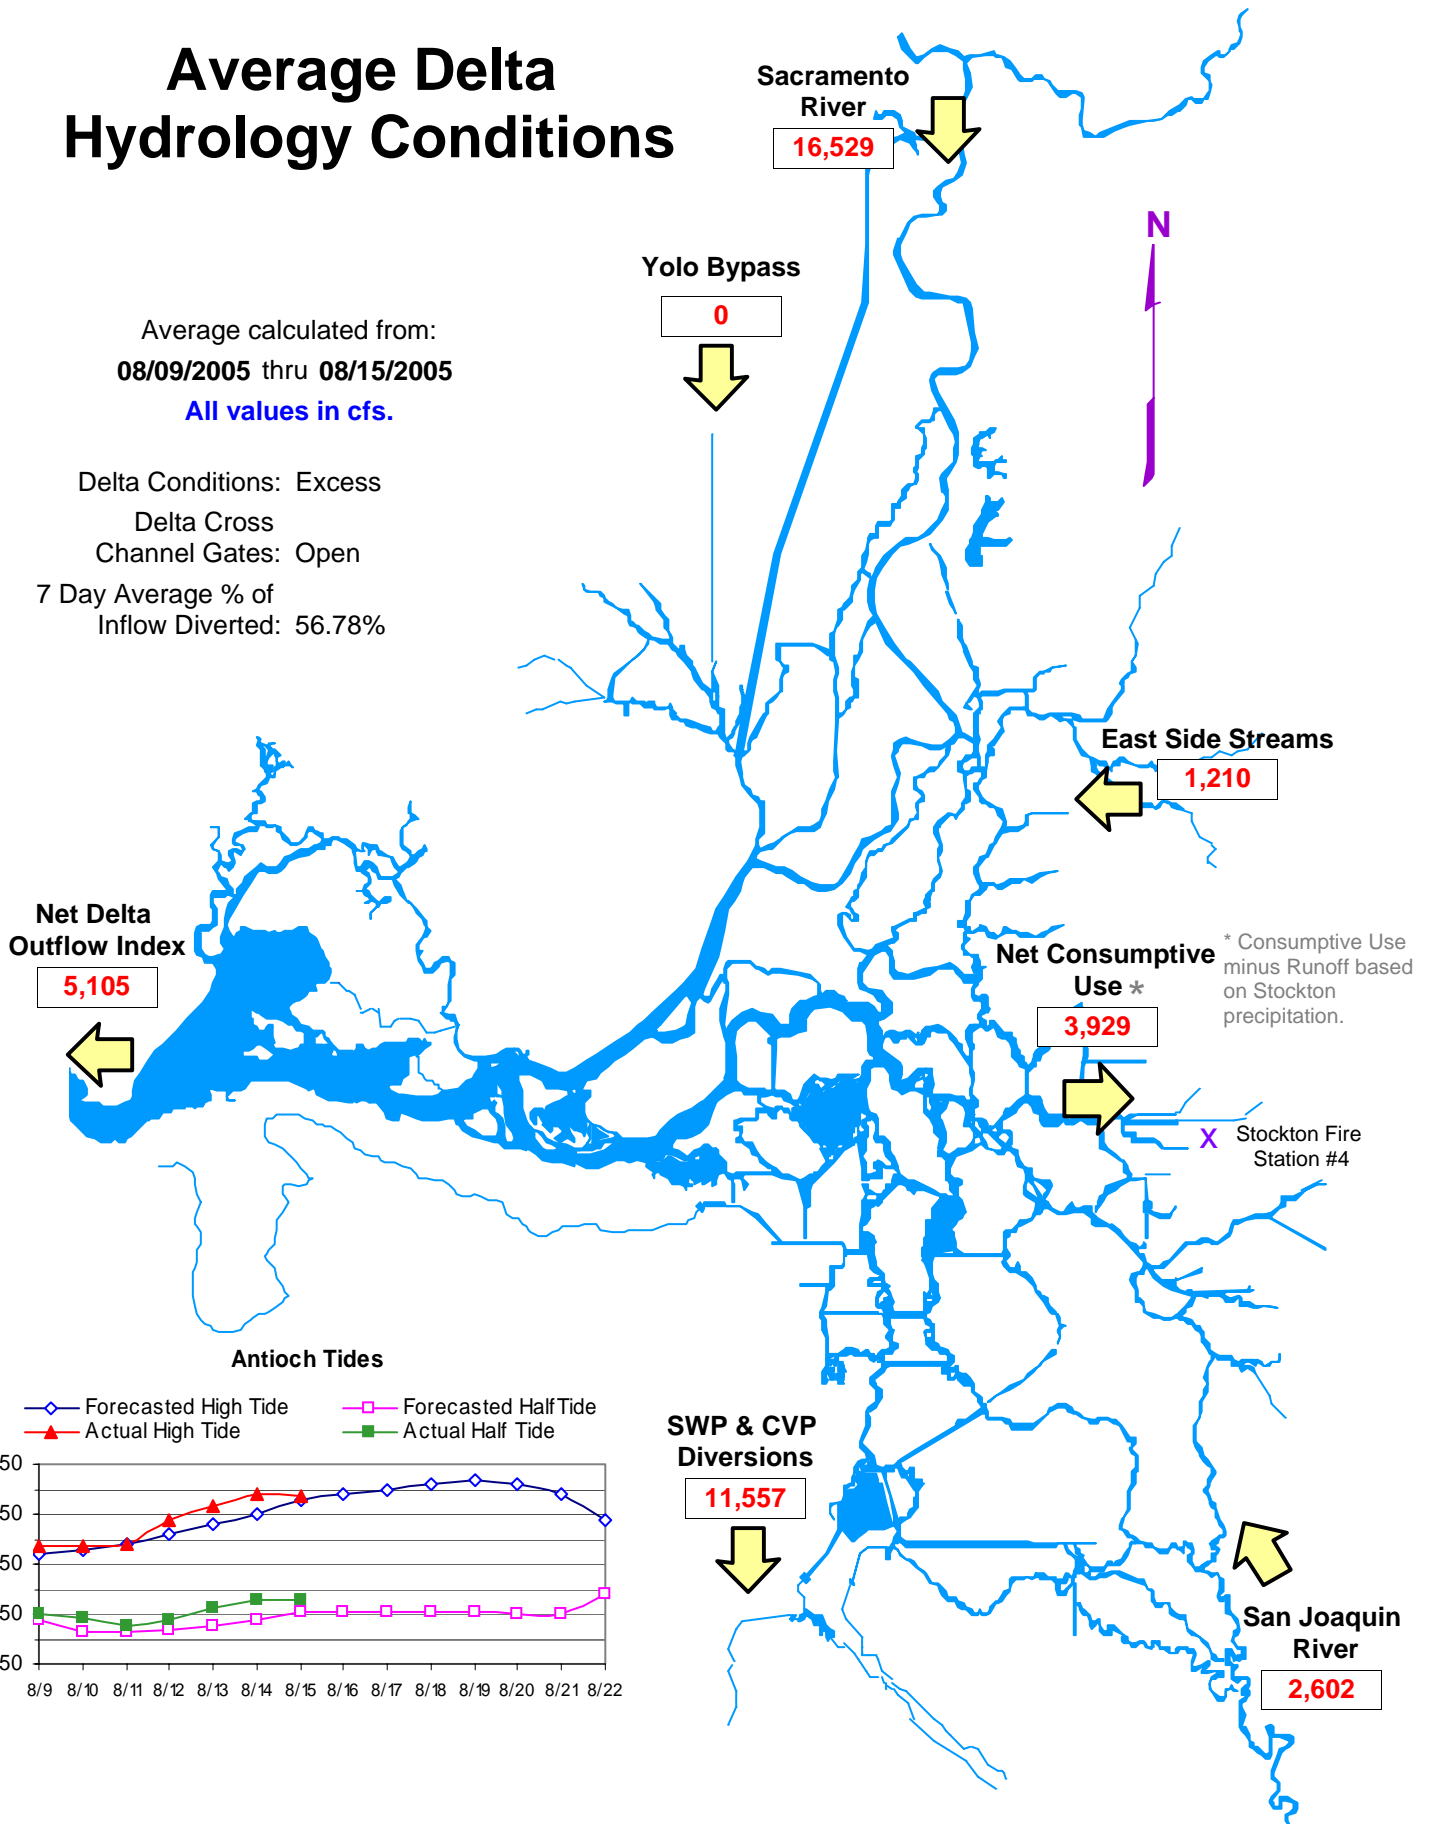 Average Delta
Hydrology Conditions
Sacramento
River
16,529
N
Yolo Bypass
0
Average calculated from:
08/09/2005 thru 08/15/2005
All values in cfs.
Delta Conditions: Excess
Delta Cross
Channel Gates: Open
7 Day Average % of
Inflow Diverted: 56.78%
East Side Streams
1,210
Net Delta
Outflow Index
5,105
Net Consumptive
Use *
3,929
* Consumptive Use
minus Runoff based
on Stockton
precipitation.
X Stockton Fire
Station #4
Antioch Tides
Forecasted High Tide
Forecasted Half Tide
Actual High Tide
Actual Half Tide
50
50
50
50
50
8/9 8/10 8/11 8/12 8/13 8/14 8/15 8/16 8/17 8/18 8/19 8/20 8/21 8/22
SWP & CVP
Diversions
11,557
San Joaquin
River
2,602